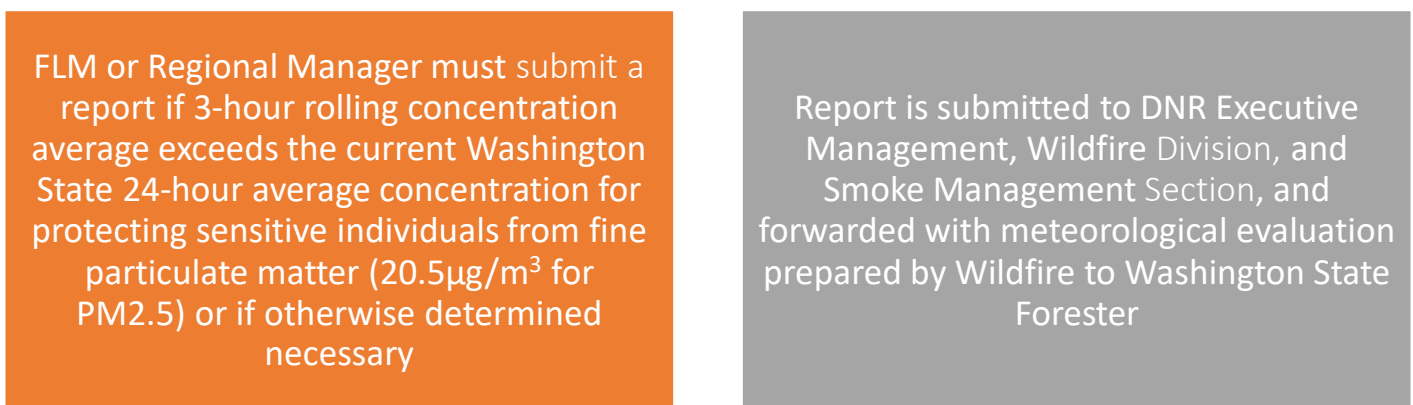 FLM or Regional Manager must submit a
report if 3-hour rolling concentration
average exceeds the current Washington
State 24-hour average concentration for
protecting sensitive individuals from fine
particulate matter (20.5µg/m³ for
PM2.5) or if otherwise determined
necessary
Report is submitted to DNR Executive
Management, Wildfire Division, and
Smoke Management Section, and
forwarded with meteorological evaluation
prepared by Wildfire to Washington State
Forester